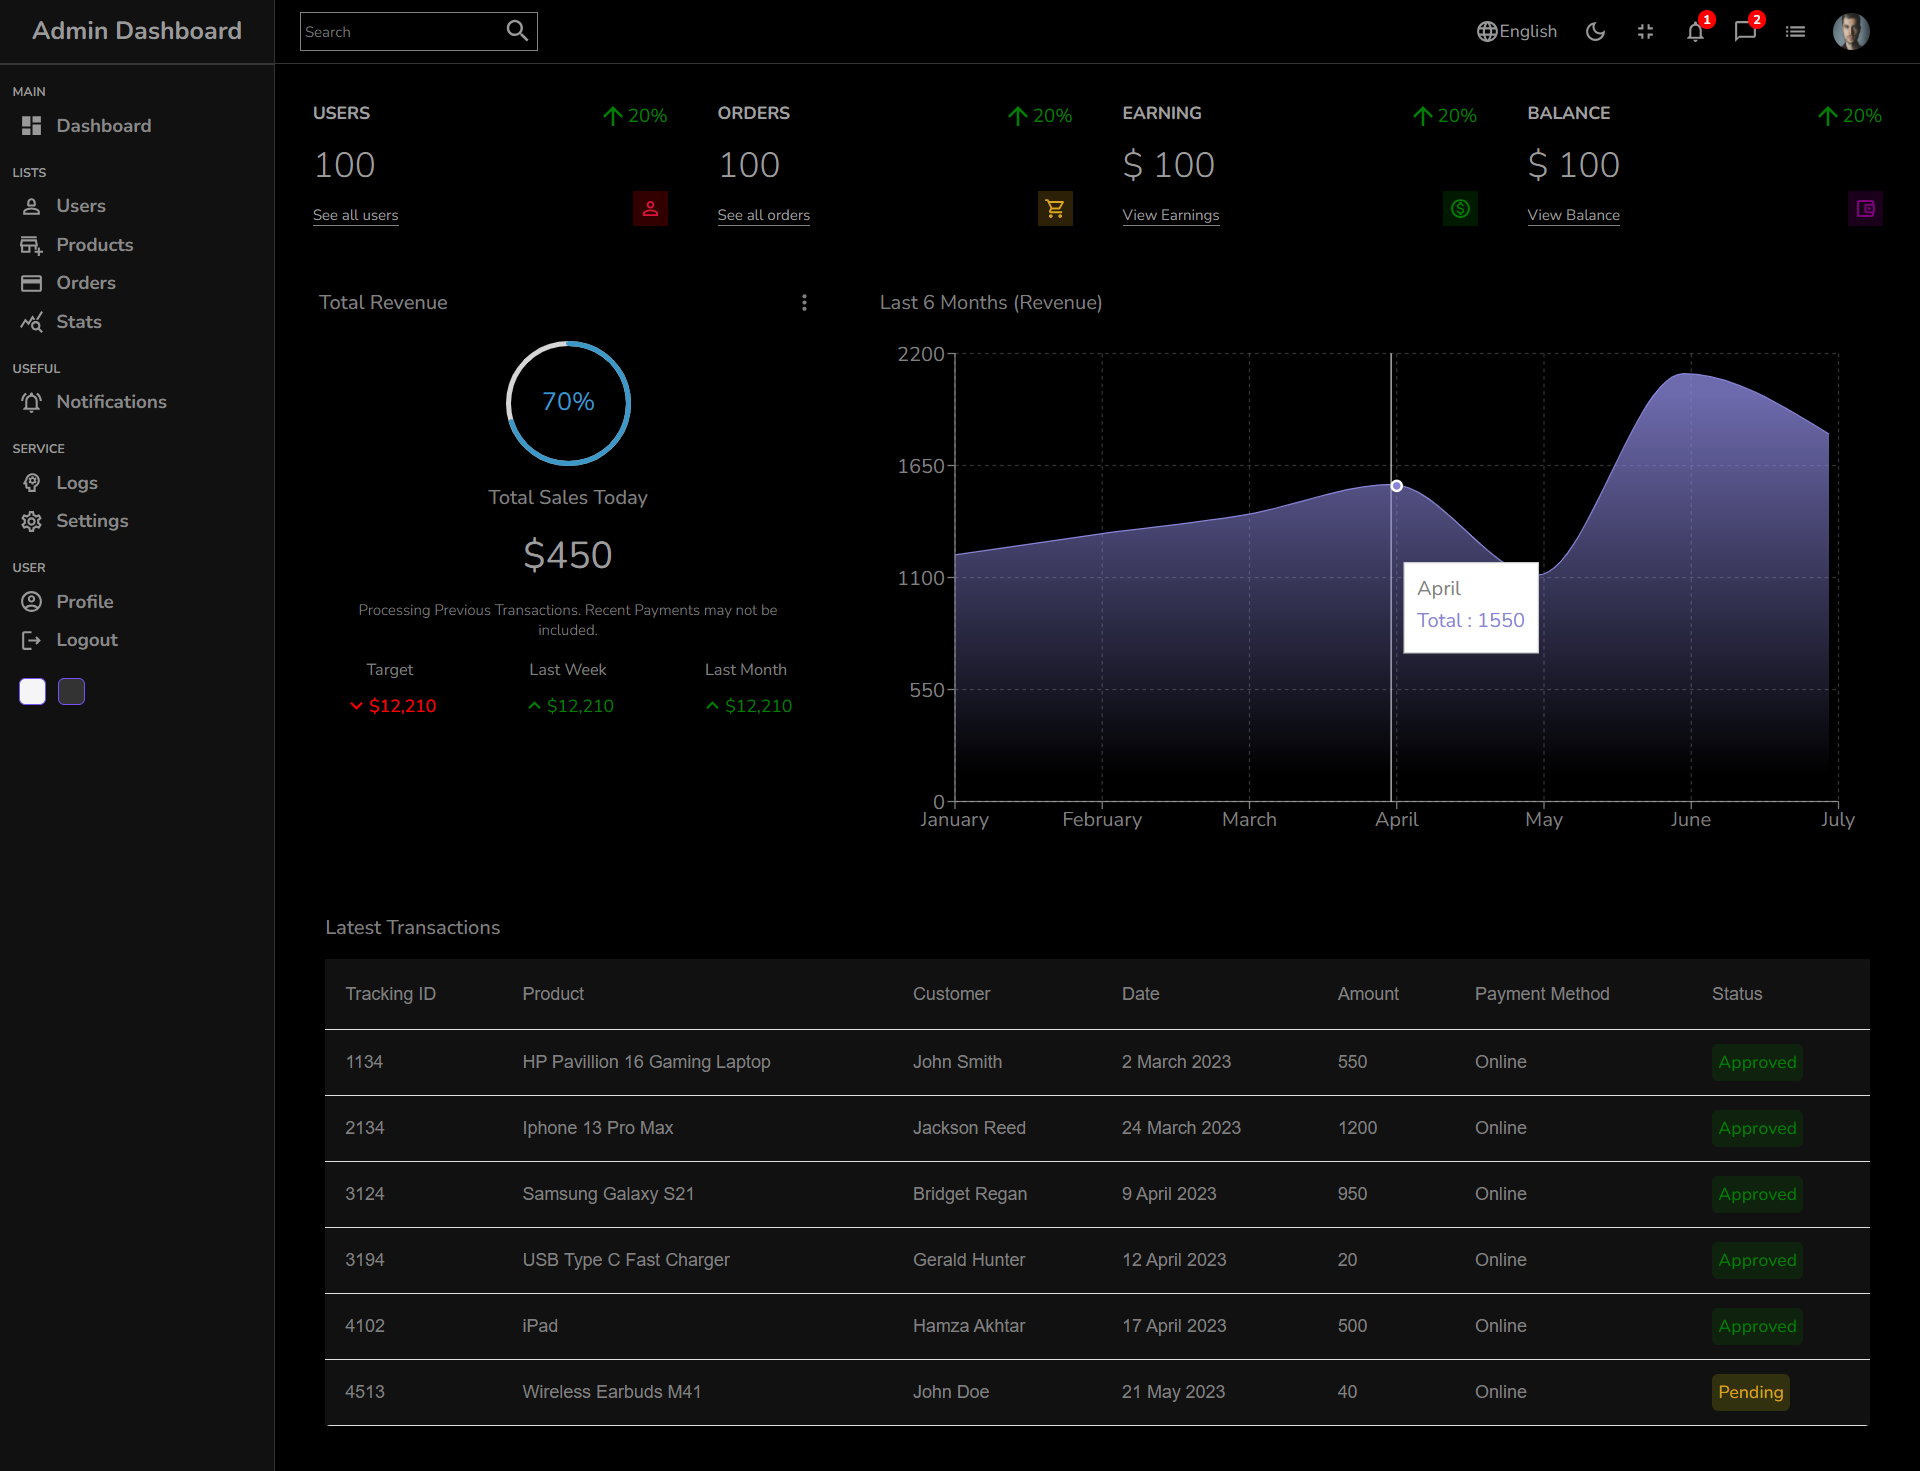 Admin Dashboard
Search
English
1
2
MAIN
Dashboard
LISTS
Users
Products
Orders
Stats
USEFUL
Notifications
SERVICE
Logs
Settings
USER
Profile
Logout
USERS
20%
100
See all users
ORDERS
20%
100
See all orders
EARNING
20%
$ 100
View Earnings
BALANCE
20%
$ 100
View Balance
Total Revenue
70%
Total Sales Today
$450
Processing Previous Transactions. Recent Payments may not be
included.
Target
$12,210
Last Week
$12,210
Last Month
$12,210
Last 6 Months (Revenue)
2200
1650
1100
550
0
January February March April May June July
April
Total : 1550
Latest Transactions
Tracking ID Product Customer Date Amount Payment Method Status
1134 HP Pavillion 16 Gaming Laptop John Smith 2 March 2023 550 Online Approved
2134 Iphone 13 Pro Max Jackson Reed 24 March 2023 1200 Online Approved
3124 Samsung Galaxy S21 Bridget Regan 9 April 2023 950 Online Approved
3194 USB Type C Fast Charger Gerald Hunter 12 April 2023 20 Online Approved
4102 iPad Hamza Akhtar 17 April 2023 500 Online Approved
4513 Wireless Earbuds M41 John Doe 21 May 2023 40 Online Pending